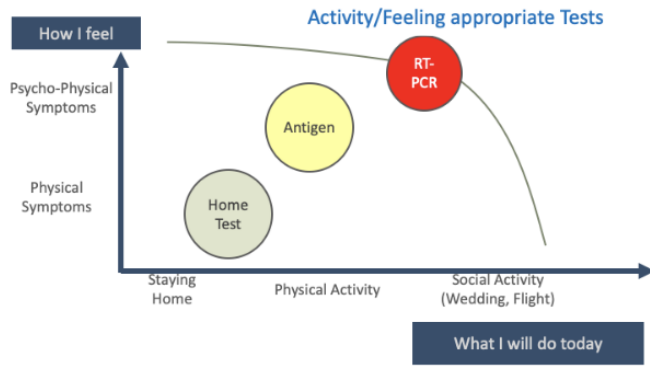 Activity/Feeling appropriate Tests
How I feel
RT-
PCR
Psycho-Physical
Symptoms
Antigen
Physical
Symptoms
Home
Test
Staying
Home
Physical Activity
Social Activity
(Wedding, Flight)
What I will do today